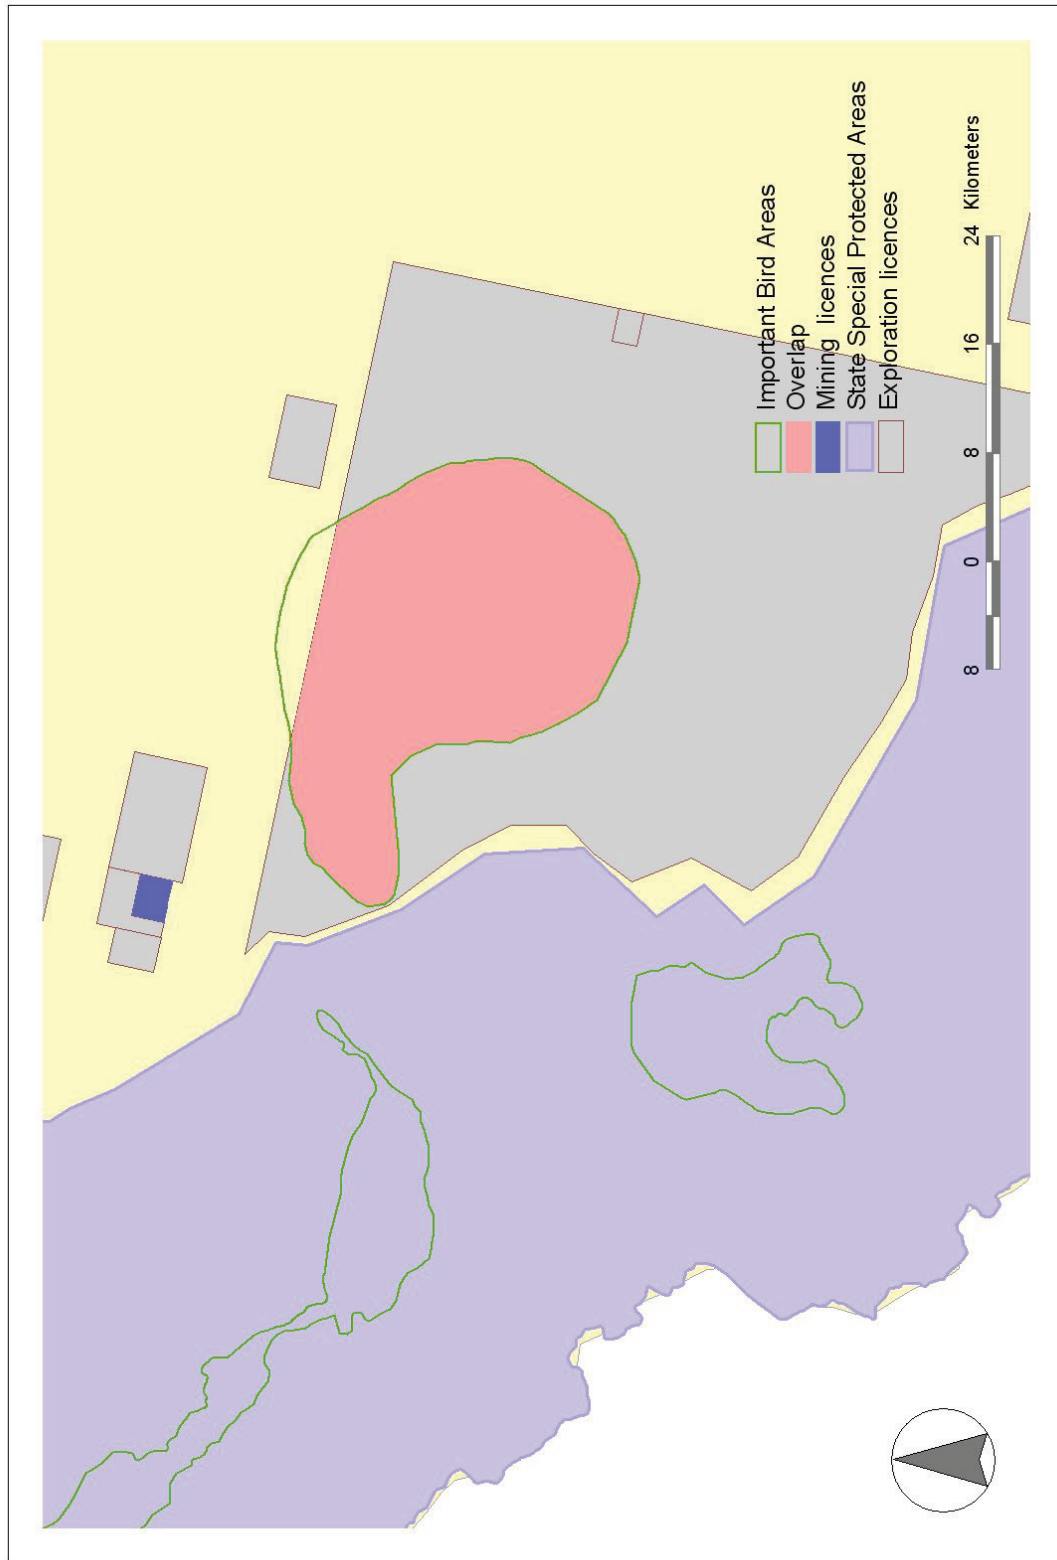 Important Bird Areas
Overlap
Mining licences
State Special Protected Areas
Exploration licences
8 0 8 16 24 Kilometers